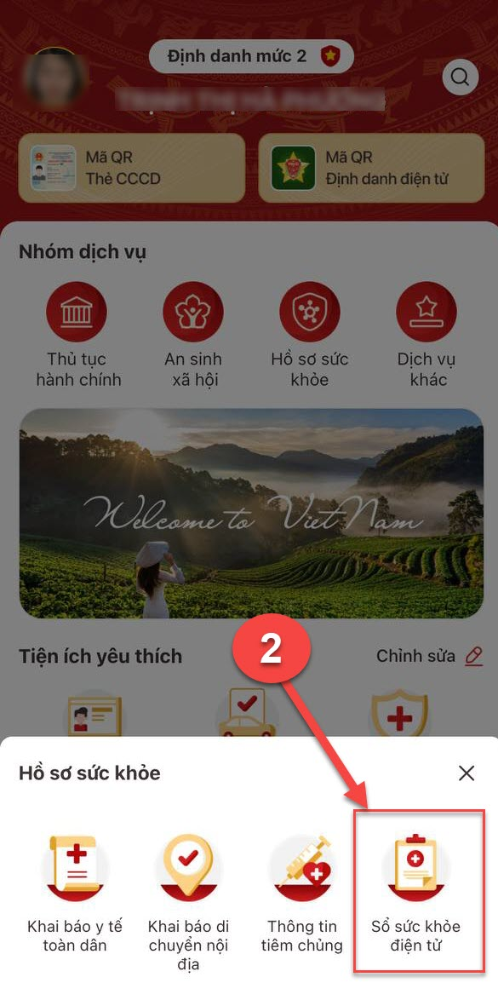 Định danh mức 2
Mã QR
Thẻ CCCD
Mã QR
Định danh điện tử
Nhóm dịch vụ
Thủ tục
hành chính
An sinh
xã hội
Hồ sơ sức
khỏe
Dịch vụ
khác
Welcome to VietNam
Tiện ích yêu thích
Chỉnh sửa
2
Hồ sơ sức khỏe
Khai báo y tế
toàn dân
Khai báo di
chuyển nội
địa
Thông tin
tiêm chủng
Sổ sức khỏe
điện tử